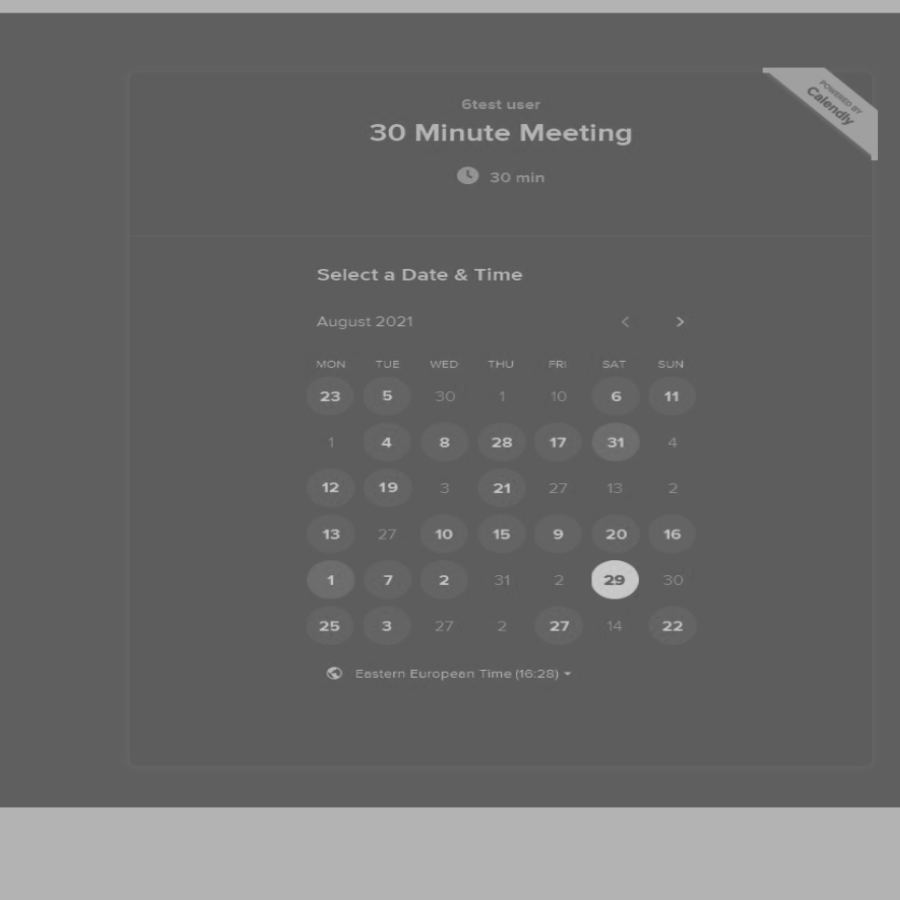 POWERED BY
Calendly
6test user
30 Minute Meeting
30 min
Select a Date & Time
August 2021
MON TUE WED THU FRI SAT SUN
23 5 30 1 10 6 11
1 4 8 28 17 31 4
12 19 3 21 27 13 2
13 27 10 15 9 20 16
1 7 2 31 2 29 30
25 3 27 2 27 14 22
Eastern European Time (16:28)